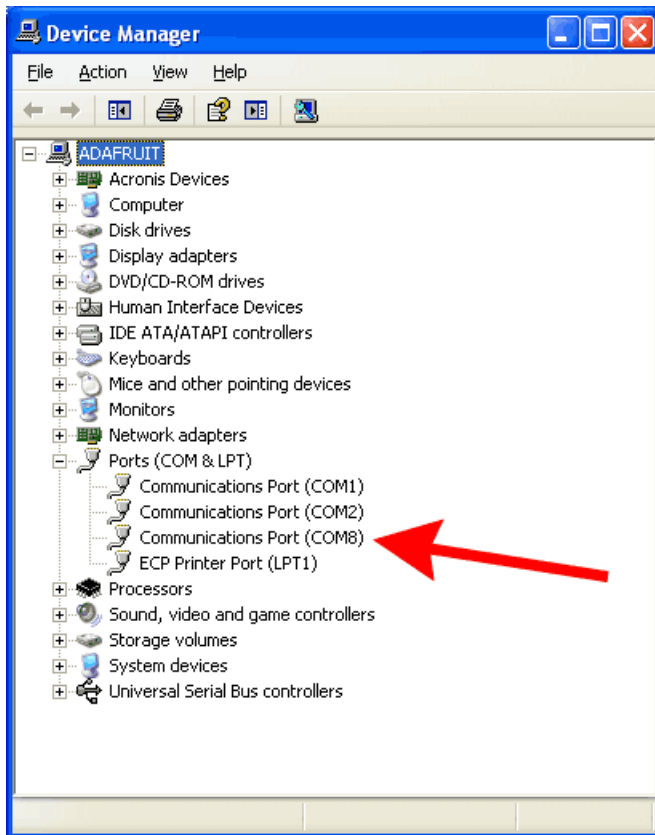 Device Manager
File Action View Help
ADAFRUIT
Acronis Devices
Computer
Disk drives
Display adapters
DVD/CD-ROM drives
Human Interface Devices
IDE ATA/ATAPI controllers
Keyboards
Mice and other pointing devices
Monitors
Network adapters
Ports (COM & LPT)
Communications Port (COM1)
Communications Port (COM2)
Communications Port (COM8)
ECP Printer Port (LPT1)
Processors
Sound, video and game controllers
Storage volumes
System devices
Universal Serial Bus controllers